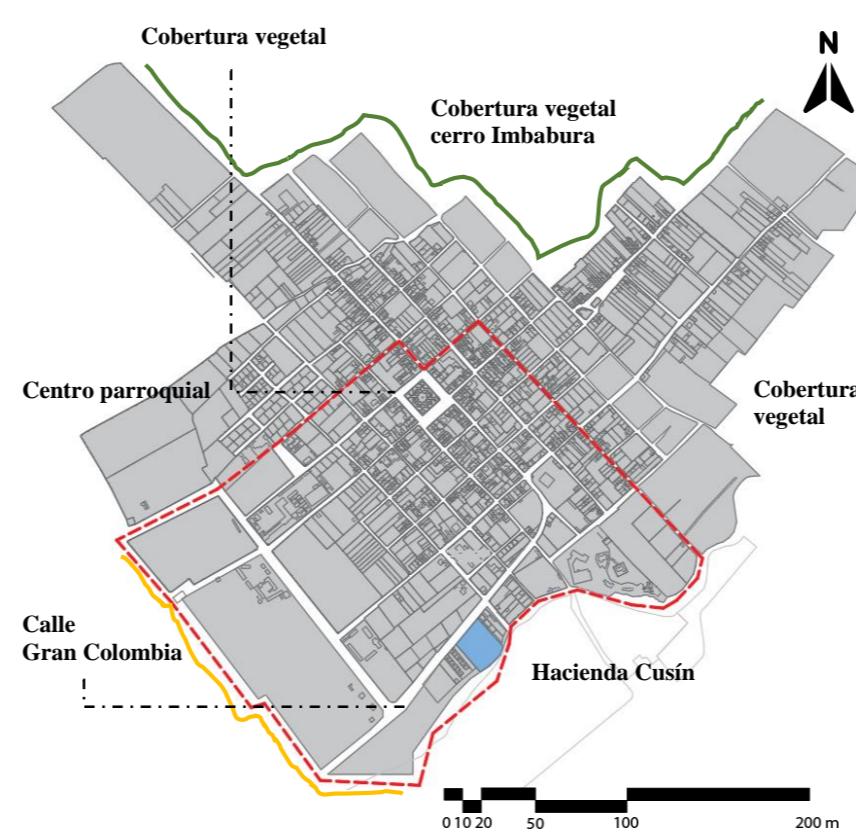 Cobertura vegetal
N
Cobertura vegetal
cerro Imbabura
Centro parroquial
Cobertura
vegetal
Calle
Gran Colombia
Hacienda Cusín
0 10 20 50 100 200 m